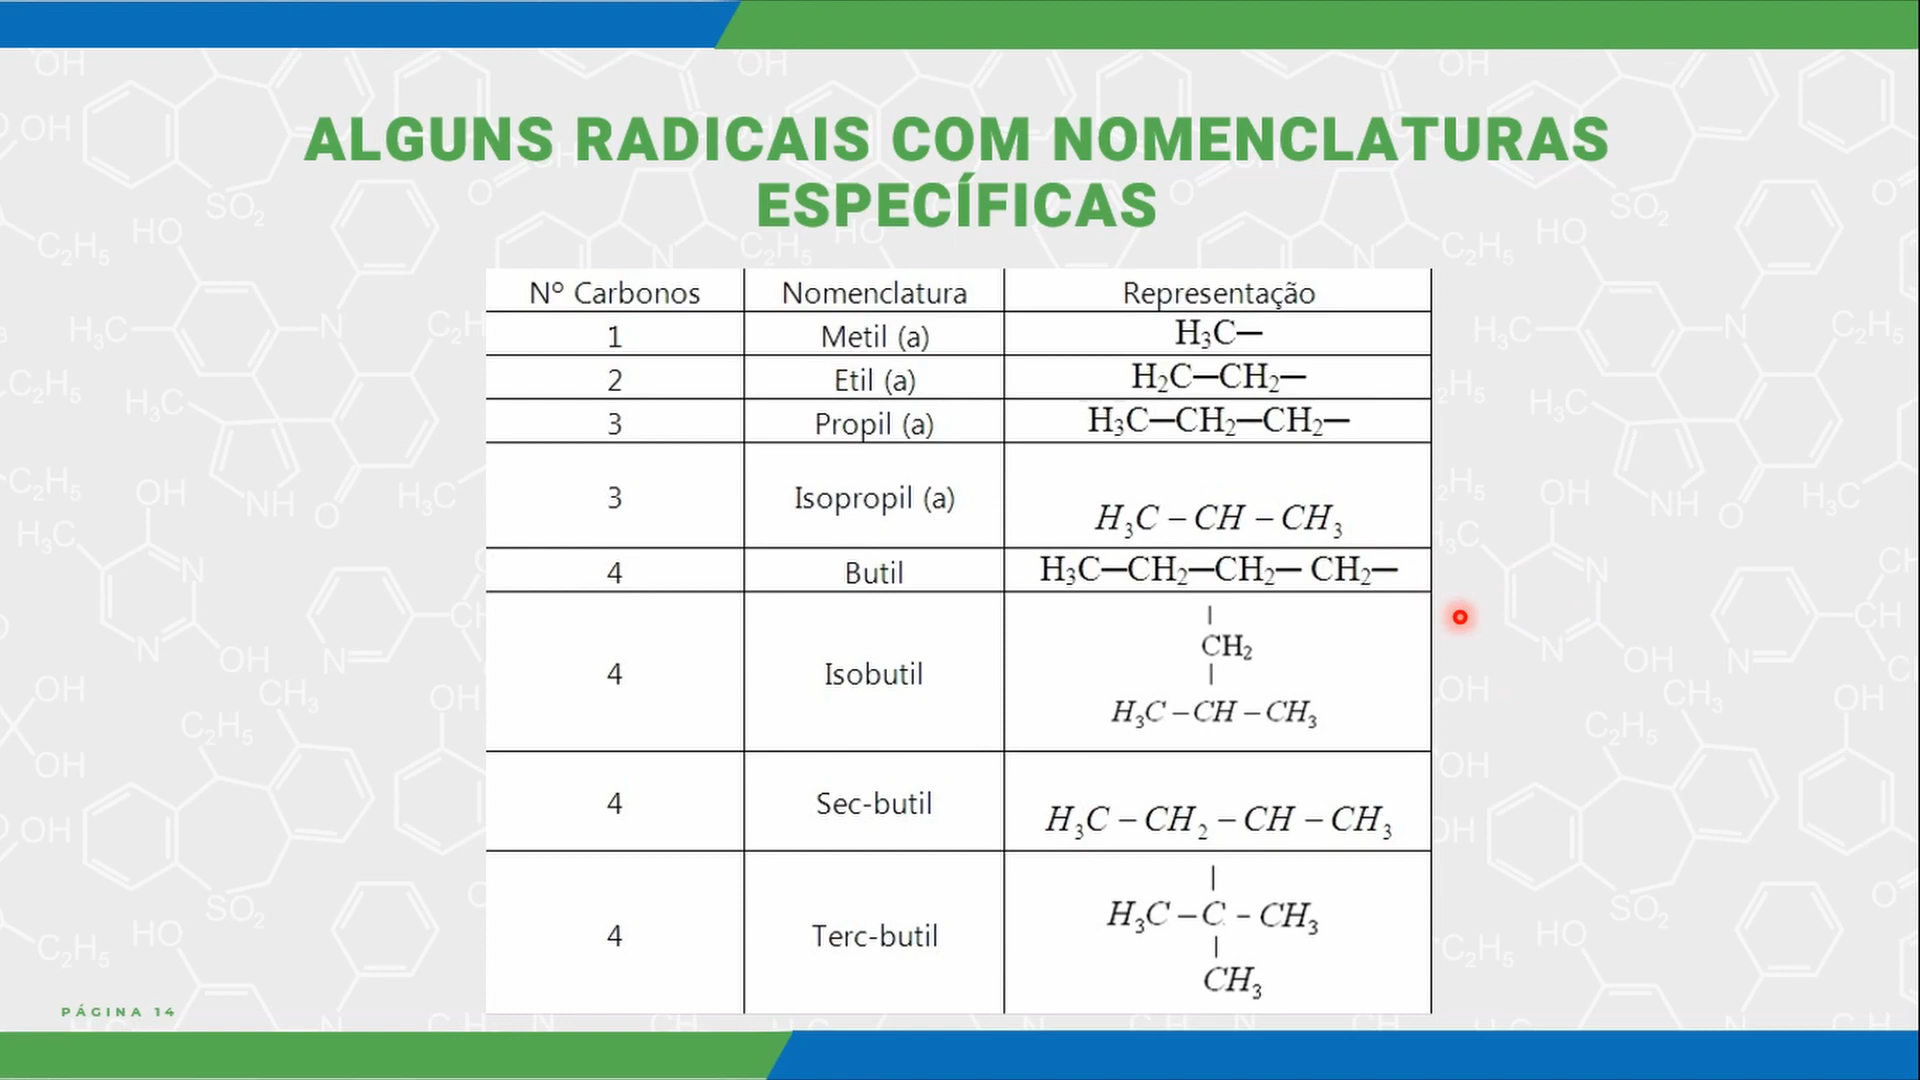 ALGUNS RADICAIS COM NOMENCLATURAS
ESPECÍFICAS
Nº Carbonos Nomenclatura Representação
1 Metil (a) H₃C—
2 Etil (a) H₂C—CH₂—
3 Propil (a) H₃C—CH₂—CH₂—
3 Isopropil (a) H₃C – CH – CH₃
4 Butil H₃C—CH₂—CH₂— CH₂—
4 Isobutil
|
CH₂
|
H₃C – CH – CH₃
4 Sec-butil H₃C – CH₂ – CH – CH₃
4 Terc-butil
|
H₃C – C – CH₃
|
CH₃
PÁGINA 14